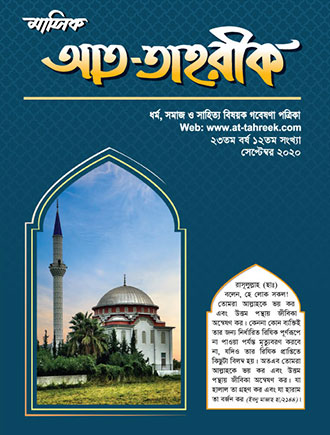 মাসিক
আত-তাহরীক
ধর্ম, সমাজ ও সাহিত্য বিষয়ক গবেষণা পত্রিকা
Web: www.at-tahreek.com
২৩তম বর্ষ ১২তম সংখ্যা
সেপ্টেম্বর ২০২০
রাসূলুল্লাহ (ছাঃ)
বলেন, হে লোক সকল!
তোমরা আল্লাহকে ভয় কর
এবং উত্তম পন্থায় জীবিকা
অন্বেষণ কর। কেননা কোন ব্যক্তিই
তার জন্য নির্ধারিত রিযিক পূর্ণরূপে
না পাওয়া পর্যন্ত মৃত্যুবরণ করবে
না, যদিও তার রিযিক প্রাপ্তিতে
কিছুটা বিলম্ব হয়। অতএব তোমরা
আল্লাহকে ভয় কর এবং উত্তম
পন্থায় জীবিকা অন্বেষণ কর। যা
হালাল তা গ্রহণ কর এবং যা হারাম
তা বর্জন কর (ইবনু মাজাহ হা/২১৪৪)।